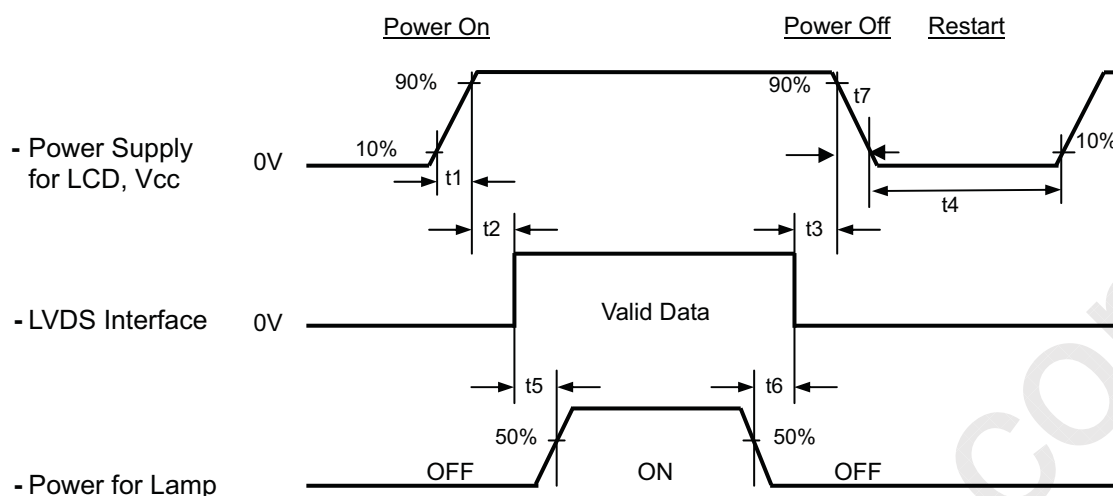 Power On
Power Off
Restart
90%
90%
t7
- Power Supply
for LCD, Vcc
0V
10%
10%
t1
t4
t2
t3
- LVDS Interface
0V
Valid Data
t5
t6
50%
50%
- Power for Lamp
OFF
ON
OFF
com